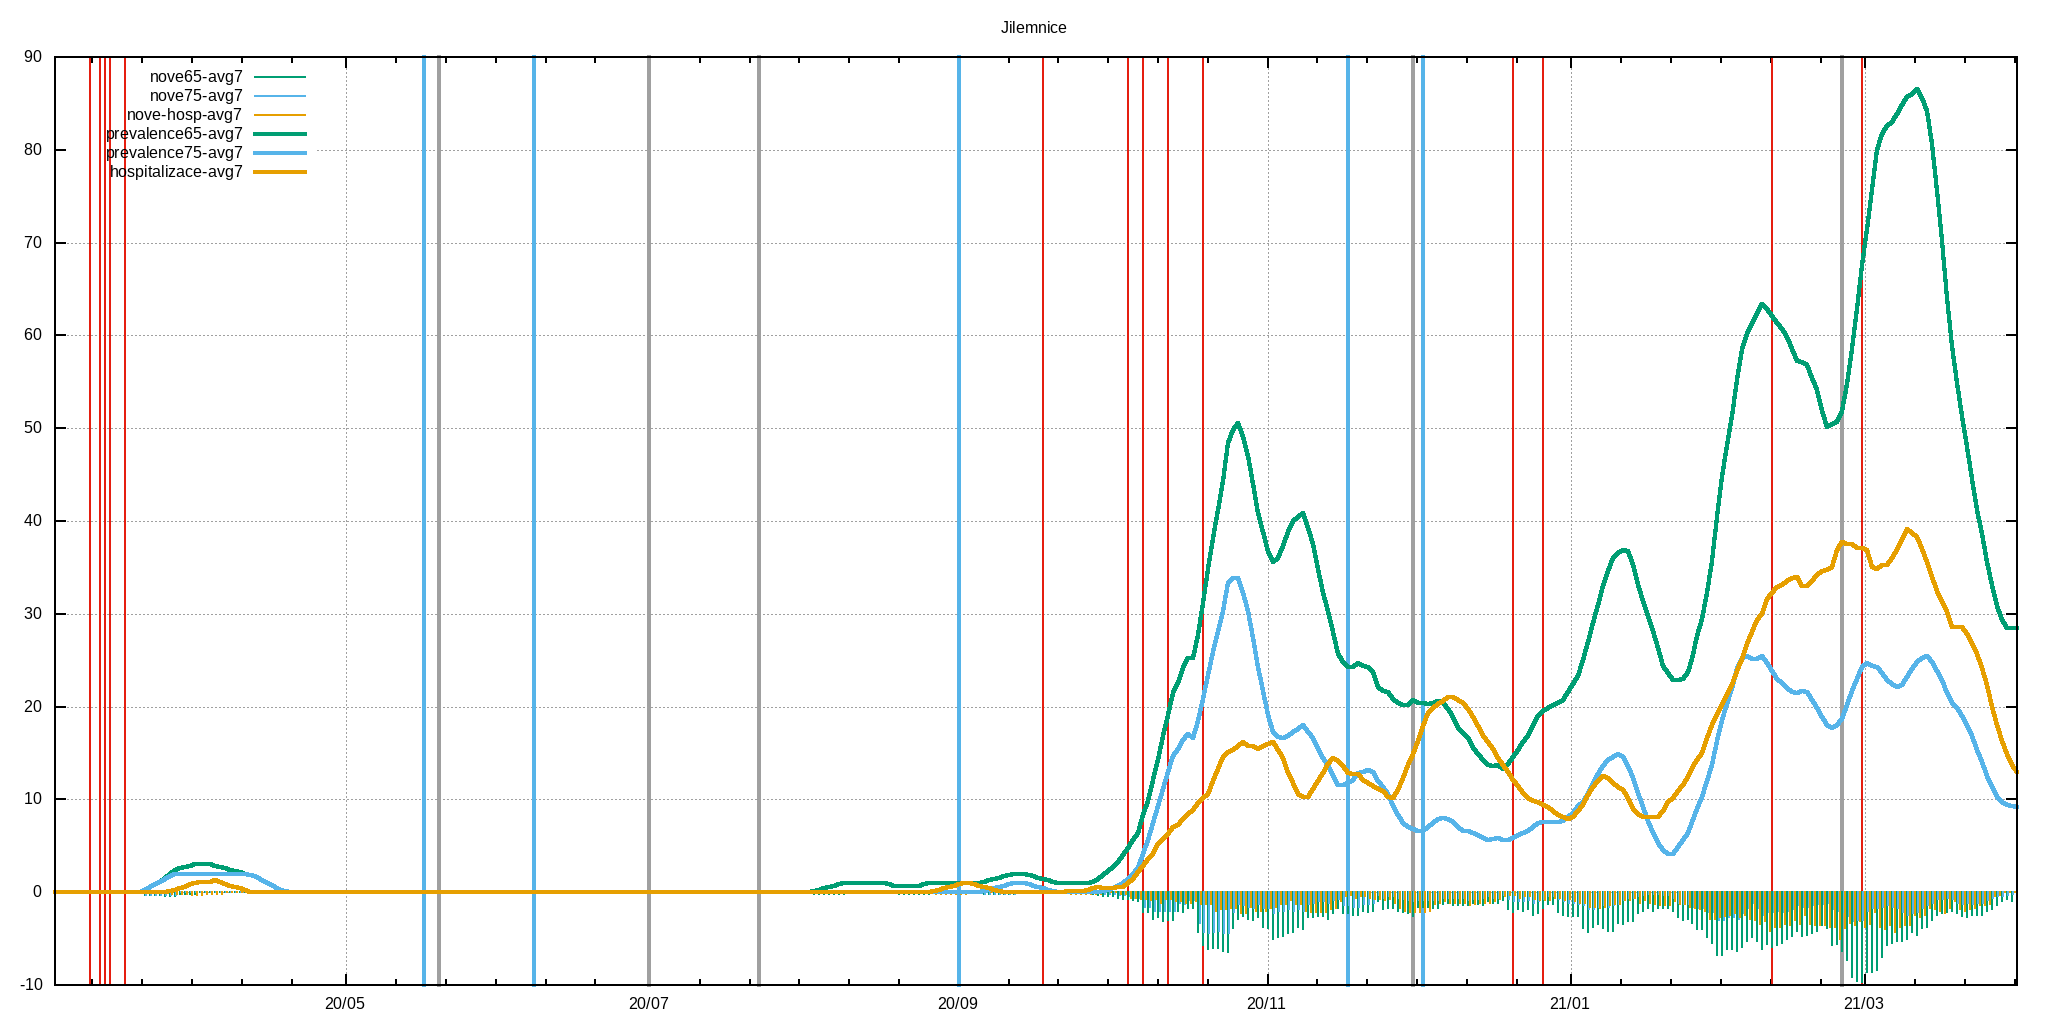 Jilemnice
90
80
70
60
50
40
30
20
10
0
-10
nove65-avg7
nove75-avg7
nove-hosp-avg7
prevalence65-avg7
prevalence75-avg7
hospitalizace-avg7
20/05 20/07 20/09 20/11 21/01 21/03